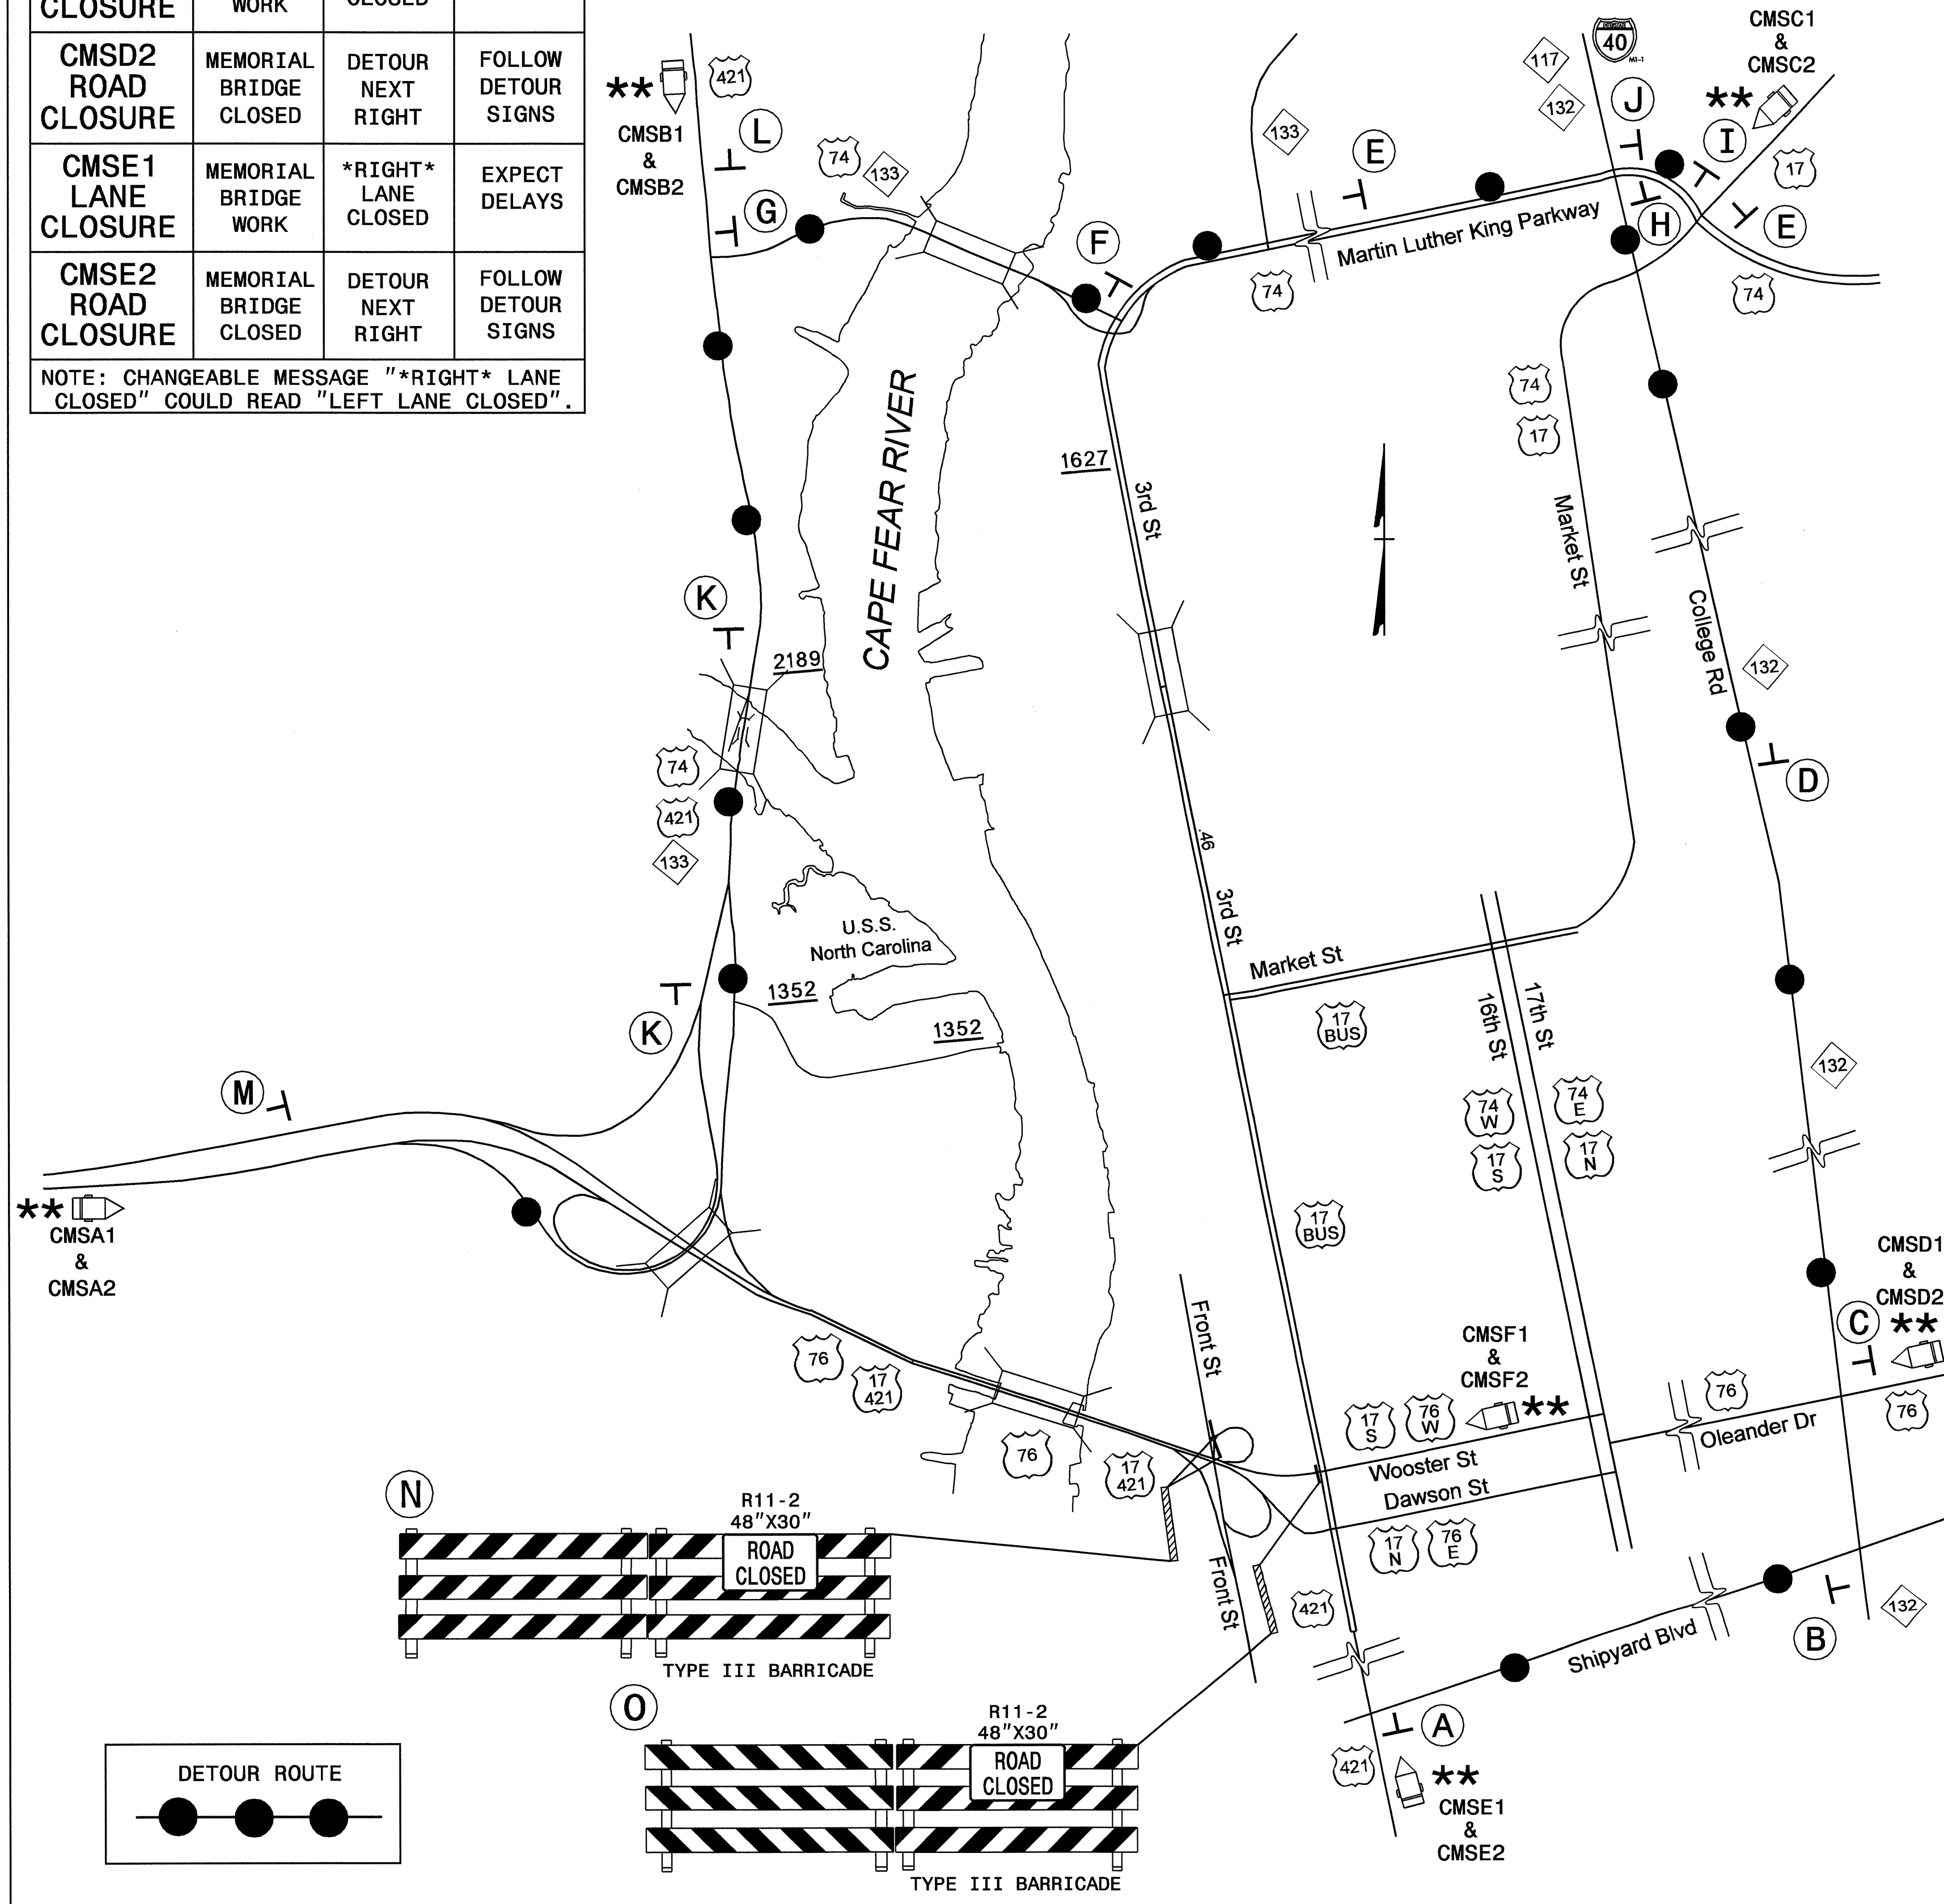 CLOSURE
WORK
CLOSED
CMSD2
ROAD
CLOSURE
MEMORIAL
BRIDGE
CLOSED
DETOUR
NEXT
RIGHT
FOLLOW
DETOUR
SIGNS
CMSE1
LANE
CLOSURE
MEMORIAL
BRIDGE
WORK
*RIGHT*
LANE
CLOSED
EXPECT
DELAYS
CMSE2
ROAD
CLOSURE
MEMORIAL
BRIDGE
CLOSED
DETOUR
NEXT
RIGHT
FOLLOW
DETOUR
SIGNS
NOTE: CHANGEABLE MESSAGE "*RIGHT* LANE
CLOSED" COULD READ "LEFT LANE CLOSED".
**
421
CMSB1
&
CMSB2
L
G
74
133
F
133
E
74
Martin Luther King Parkway
117
132
40
M1-1
J
CMSC1
&
CMSC2
**
I
17
H
E
74
74
17
CAPE FEAR RIVER
1627
3rd St
Market St
College Rd
132
D
K
2189
74
421
133
U.S.S.
North Carolina
1352
1352
K
.46
3rd St
Market St
17
BUS
16th St
17th St
74
W
17
S
74
E
17
N
132
M
**
CMSA1
&
CMSA2
17
BUS
76
17
421
76
17
421
Front St
Front St
CMSF1
&
CMSF2
**
17
S
76
W
Wooster St
Dawson St
17
N
76
E
76
Oleander Dr
76
CMSD1
&
CMSD2
C
**
N
R11-2
48"X30"
ROAD
CLOSED
TYPE III BARRICADE
O
R11-2
48"X30"
ROAD
CLOSED
TYPE III BARRICADE
421
Shipyard Blvd
B
132
A
421
**
CMSE1
&
CMSE2
DETOUR ROUTE